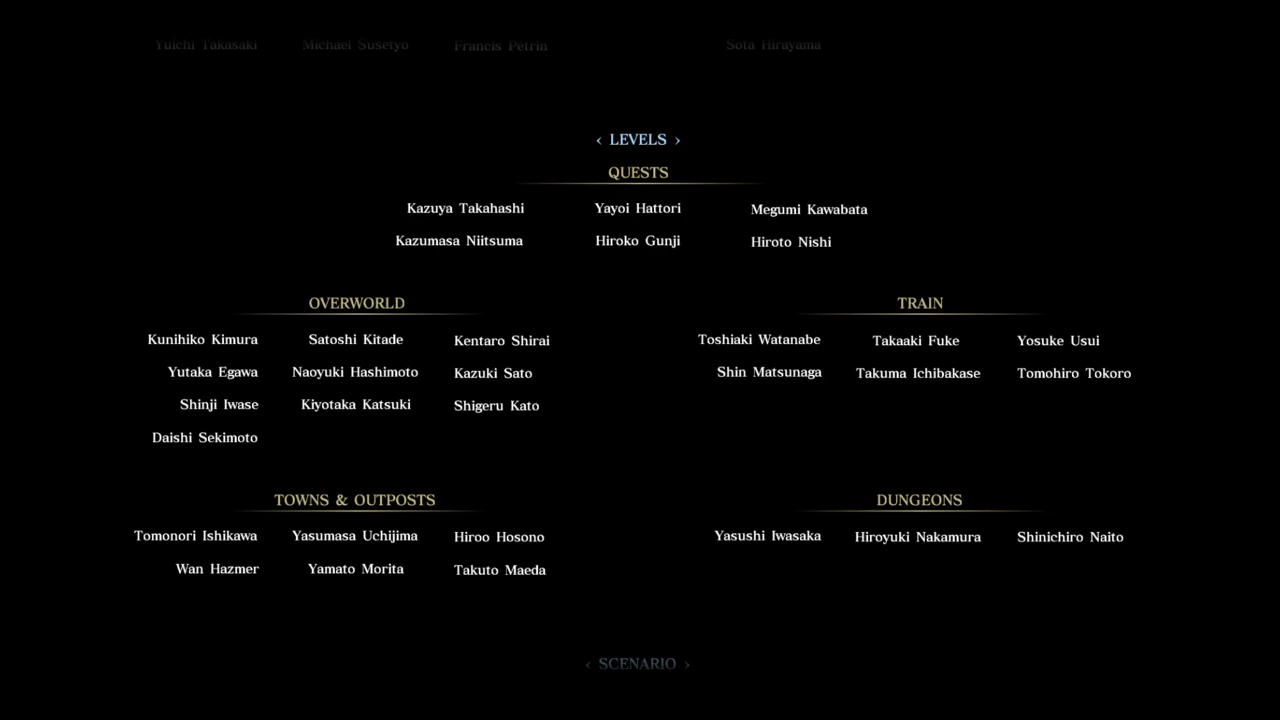 Yuichi Takasaki Michael Susetyo Francis Pétrin Sota Hirayama
‹ LEVELS ›
QUESTS
Kazuya Takahashi Yayoi Hattori Megumi Kawabata
Kazumasa Niitsuma Hiroko Gunji Hiroto Nishi
OVERWORLD
Kunihiko Kimura Satoshi Kitade Kentaro Shirai
Yutaka Egawa Naoyuki Hashimoto Kazuki Sato
Shinji Iwase Kiyotaka Katsuki Shigeru Kato
Daishi Sekimoto
TRAIN
Toshiaki Watanabe Takaaki Fuke Yosuke Usui
Shin Matsunaga Takuma Ichibakase Tomohiro Tokoro
TOWNS & OUTPOSTS
Tomonori Ishikawa Yasumasa Uchijima Hiroo Hosono
Wan Hazmer Yamato Morita Takuto Maeda
DUNGEONS
Yasushi Iwasaka Hiroyuki Nakamura Shinichiro Naito
‹ SCENARIO ›